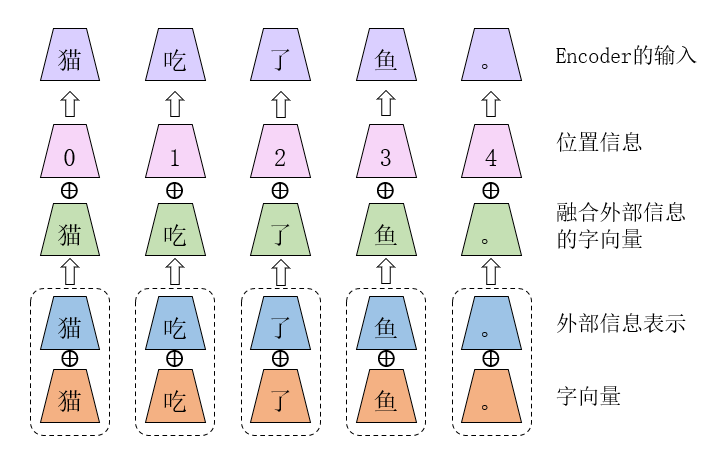 猫 吃 了 鱼 。 Encoder的输入
0 1 2 3 4 位置信息
猫 吃 了 鱼 。 融合外部信息
的字向量
猫 吃 了 鱼 。 外部信息表示
猫 吃 了 鱼 。 字向量